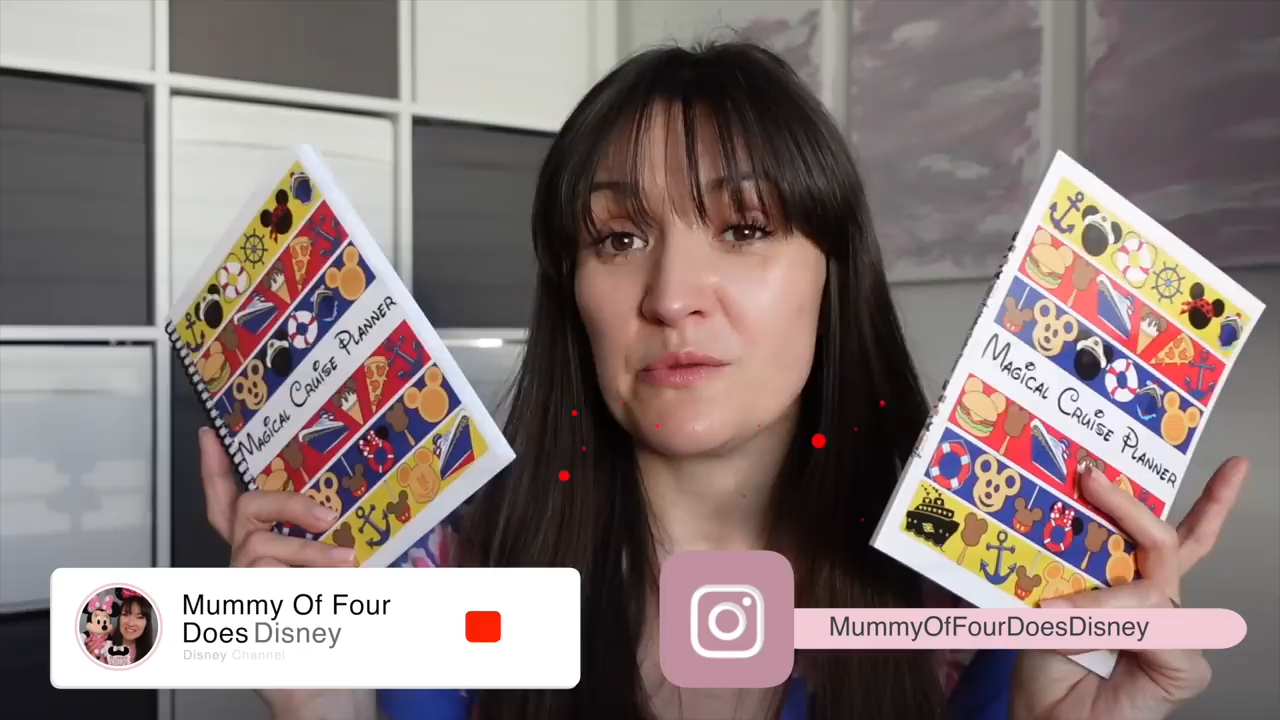 MAGICAL CRUISE PLANNER
MAGICAL CRUISE PLANNER
Mummy Of Four
Does Disney
Disney Channel
MummyOfFourDoesDisney